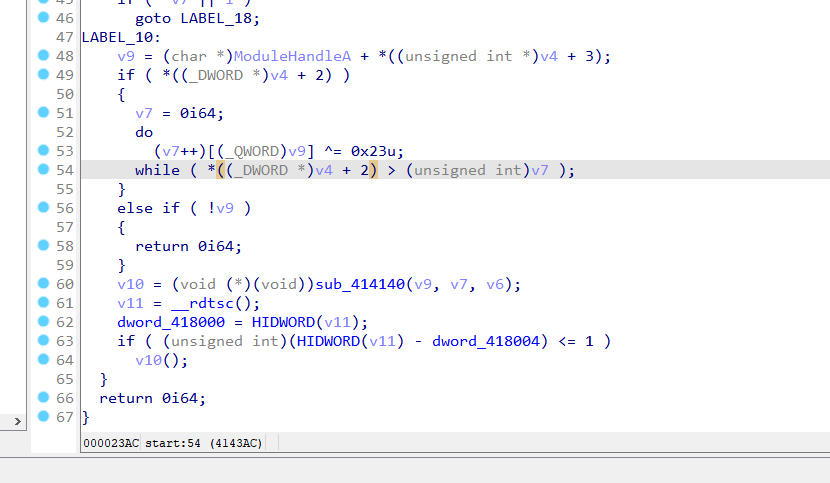 46 goto LABEL_18;
47 LABEL_10:
48 v9 = (char *)ModuleHandleA + *((unsigned int *)v4 + 3);
49 if ( *((_DWORD *)v4 + 2) )
50 {
51 v7 = 0i64;
52 do
53 (v7++)[(_QWORD)v9] ^= 0x23u;
54 while ( *((_DWORD *)v4 + 2) > (unsigned int)v7 );
55 }
56 else if ( !v9 )
57 {
58 return 0i64;
59 }
60 v10 = (void (*)(void))sub_414140(v9, v7, v6);
61 v11 = __rdtsc();
62 dword_418000 = HIDWORD(v11);
63 if ( (unsigned int)(HIDWORD(v11) - dword_418004) <= 1 )
64 v10();
65 }
66 return 0i64;
67 }
000023AC start:54 (4143AC)